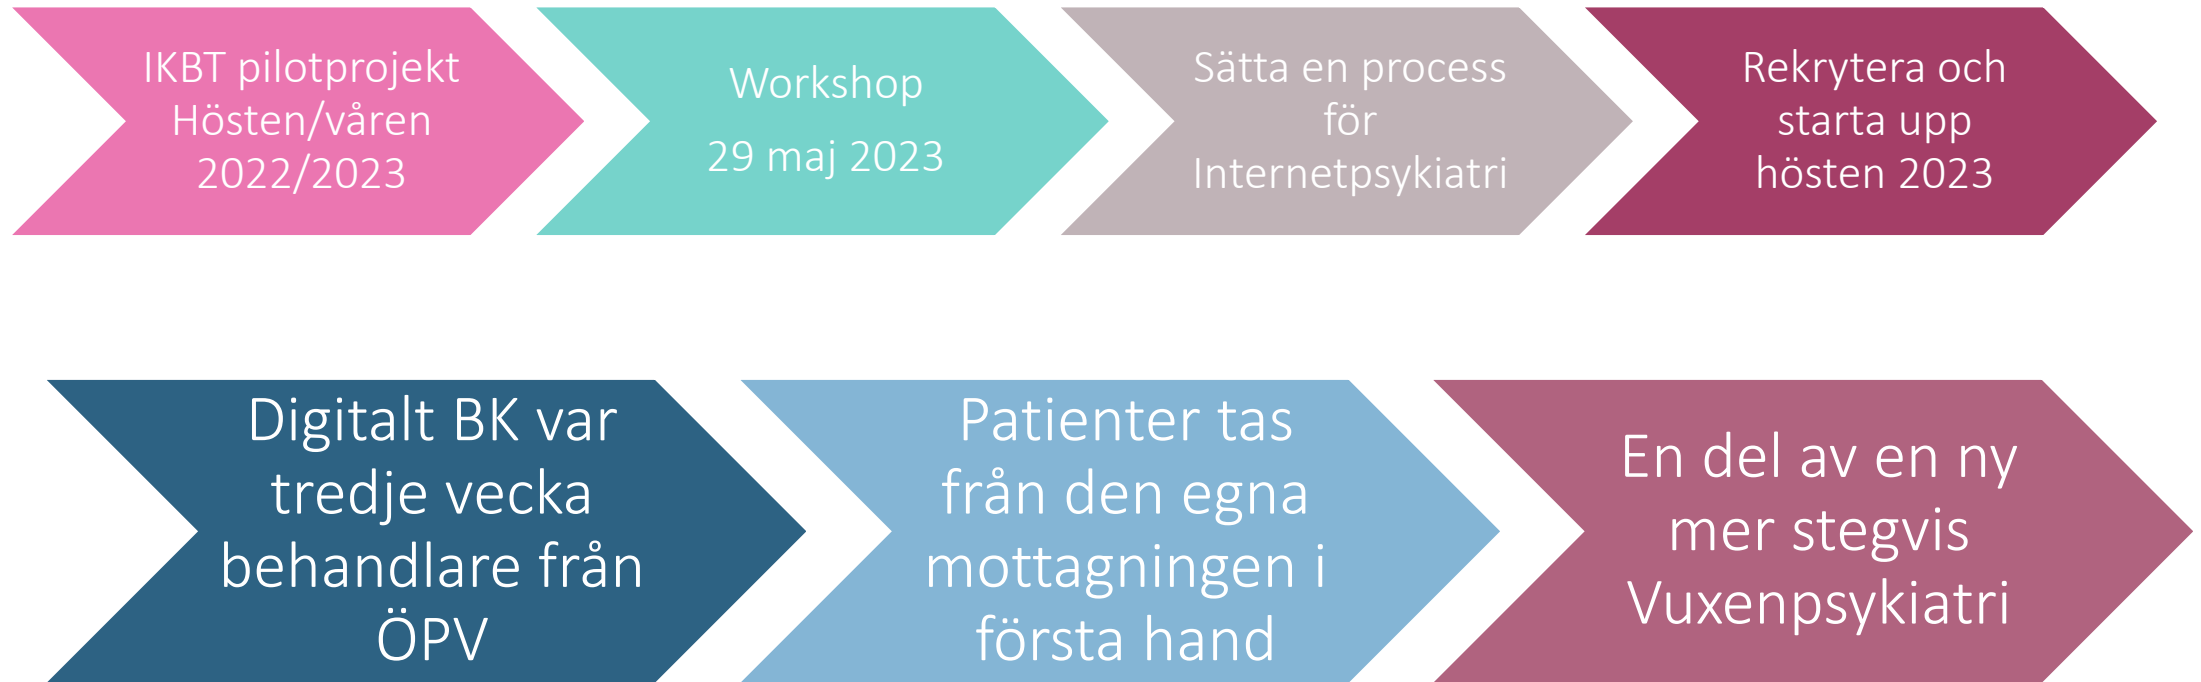 IKBT pilotprojekt
Hösten/våren
2022/2023
Workshop
29 maj 2023
Sätta en process
för
Internetpsykiatri
Rekrytera och
starta upp
hösten 2023
Digitalt BK var
tredje vecka
behandlare från
ÖPV
Patienter tas
från den egna
mottagningen i
första hand
En del av en ny
mer stegvis
Vuxenpsykiatri